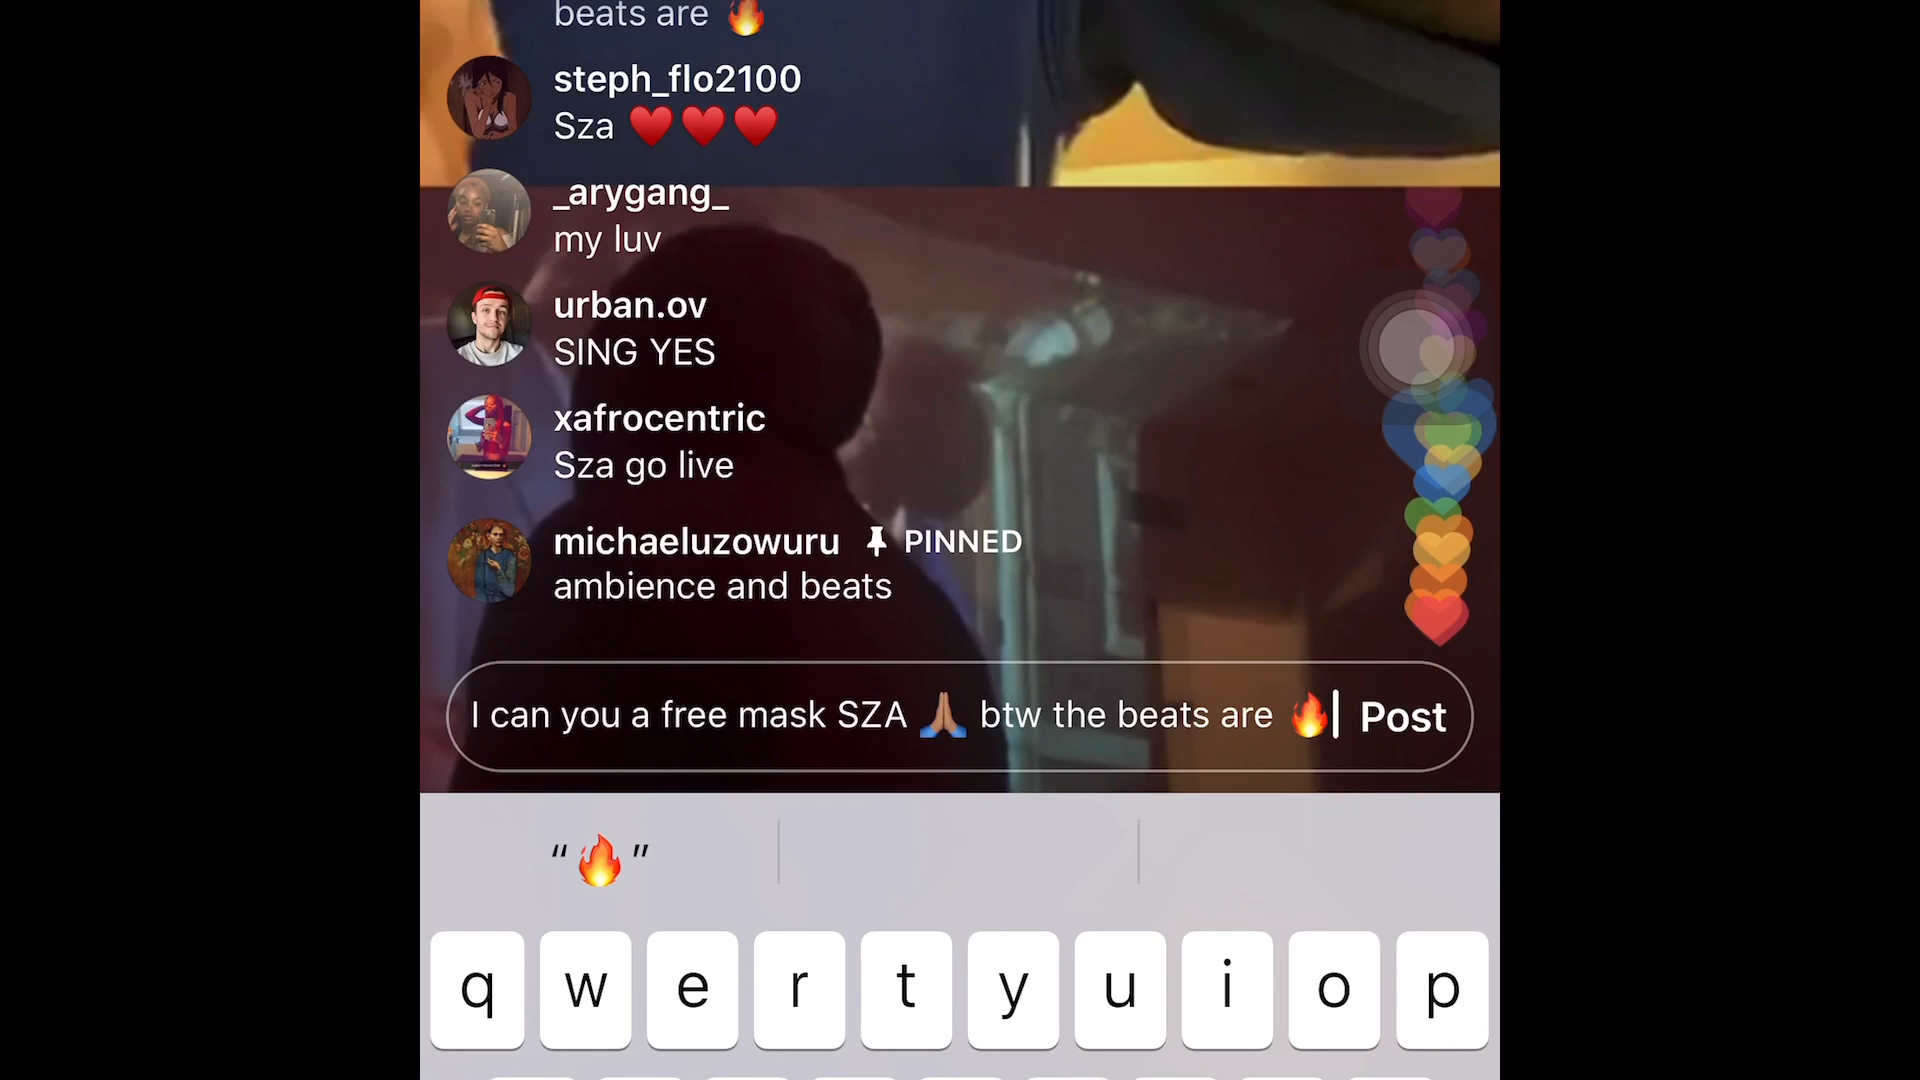 beats are 🔥
steph_flo2100
Sza ❤️❤️❤️
_arygang_
my luv
urban.ov
SING YES
xafrocentric
Sza go live
michaeluzowuru 📌 PINNED
ambience and beats
I can you a free mask SZA 🙏🏽 btw the beats are 🔥 Post
“🔥”
q w e r t y u i o p